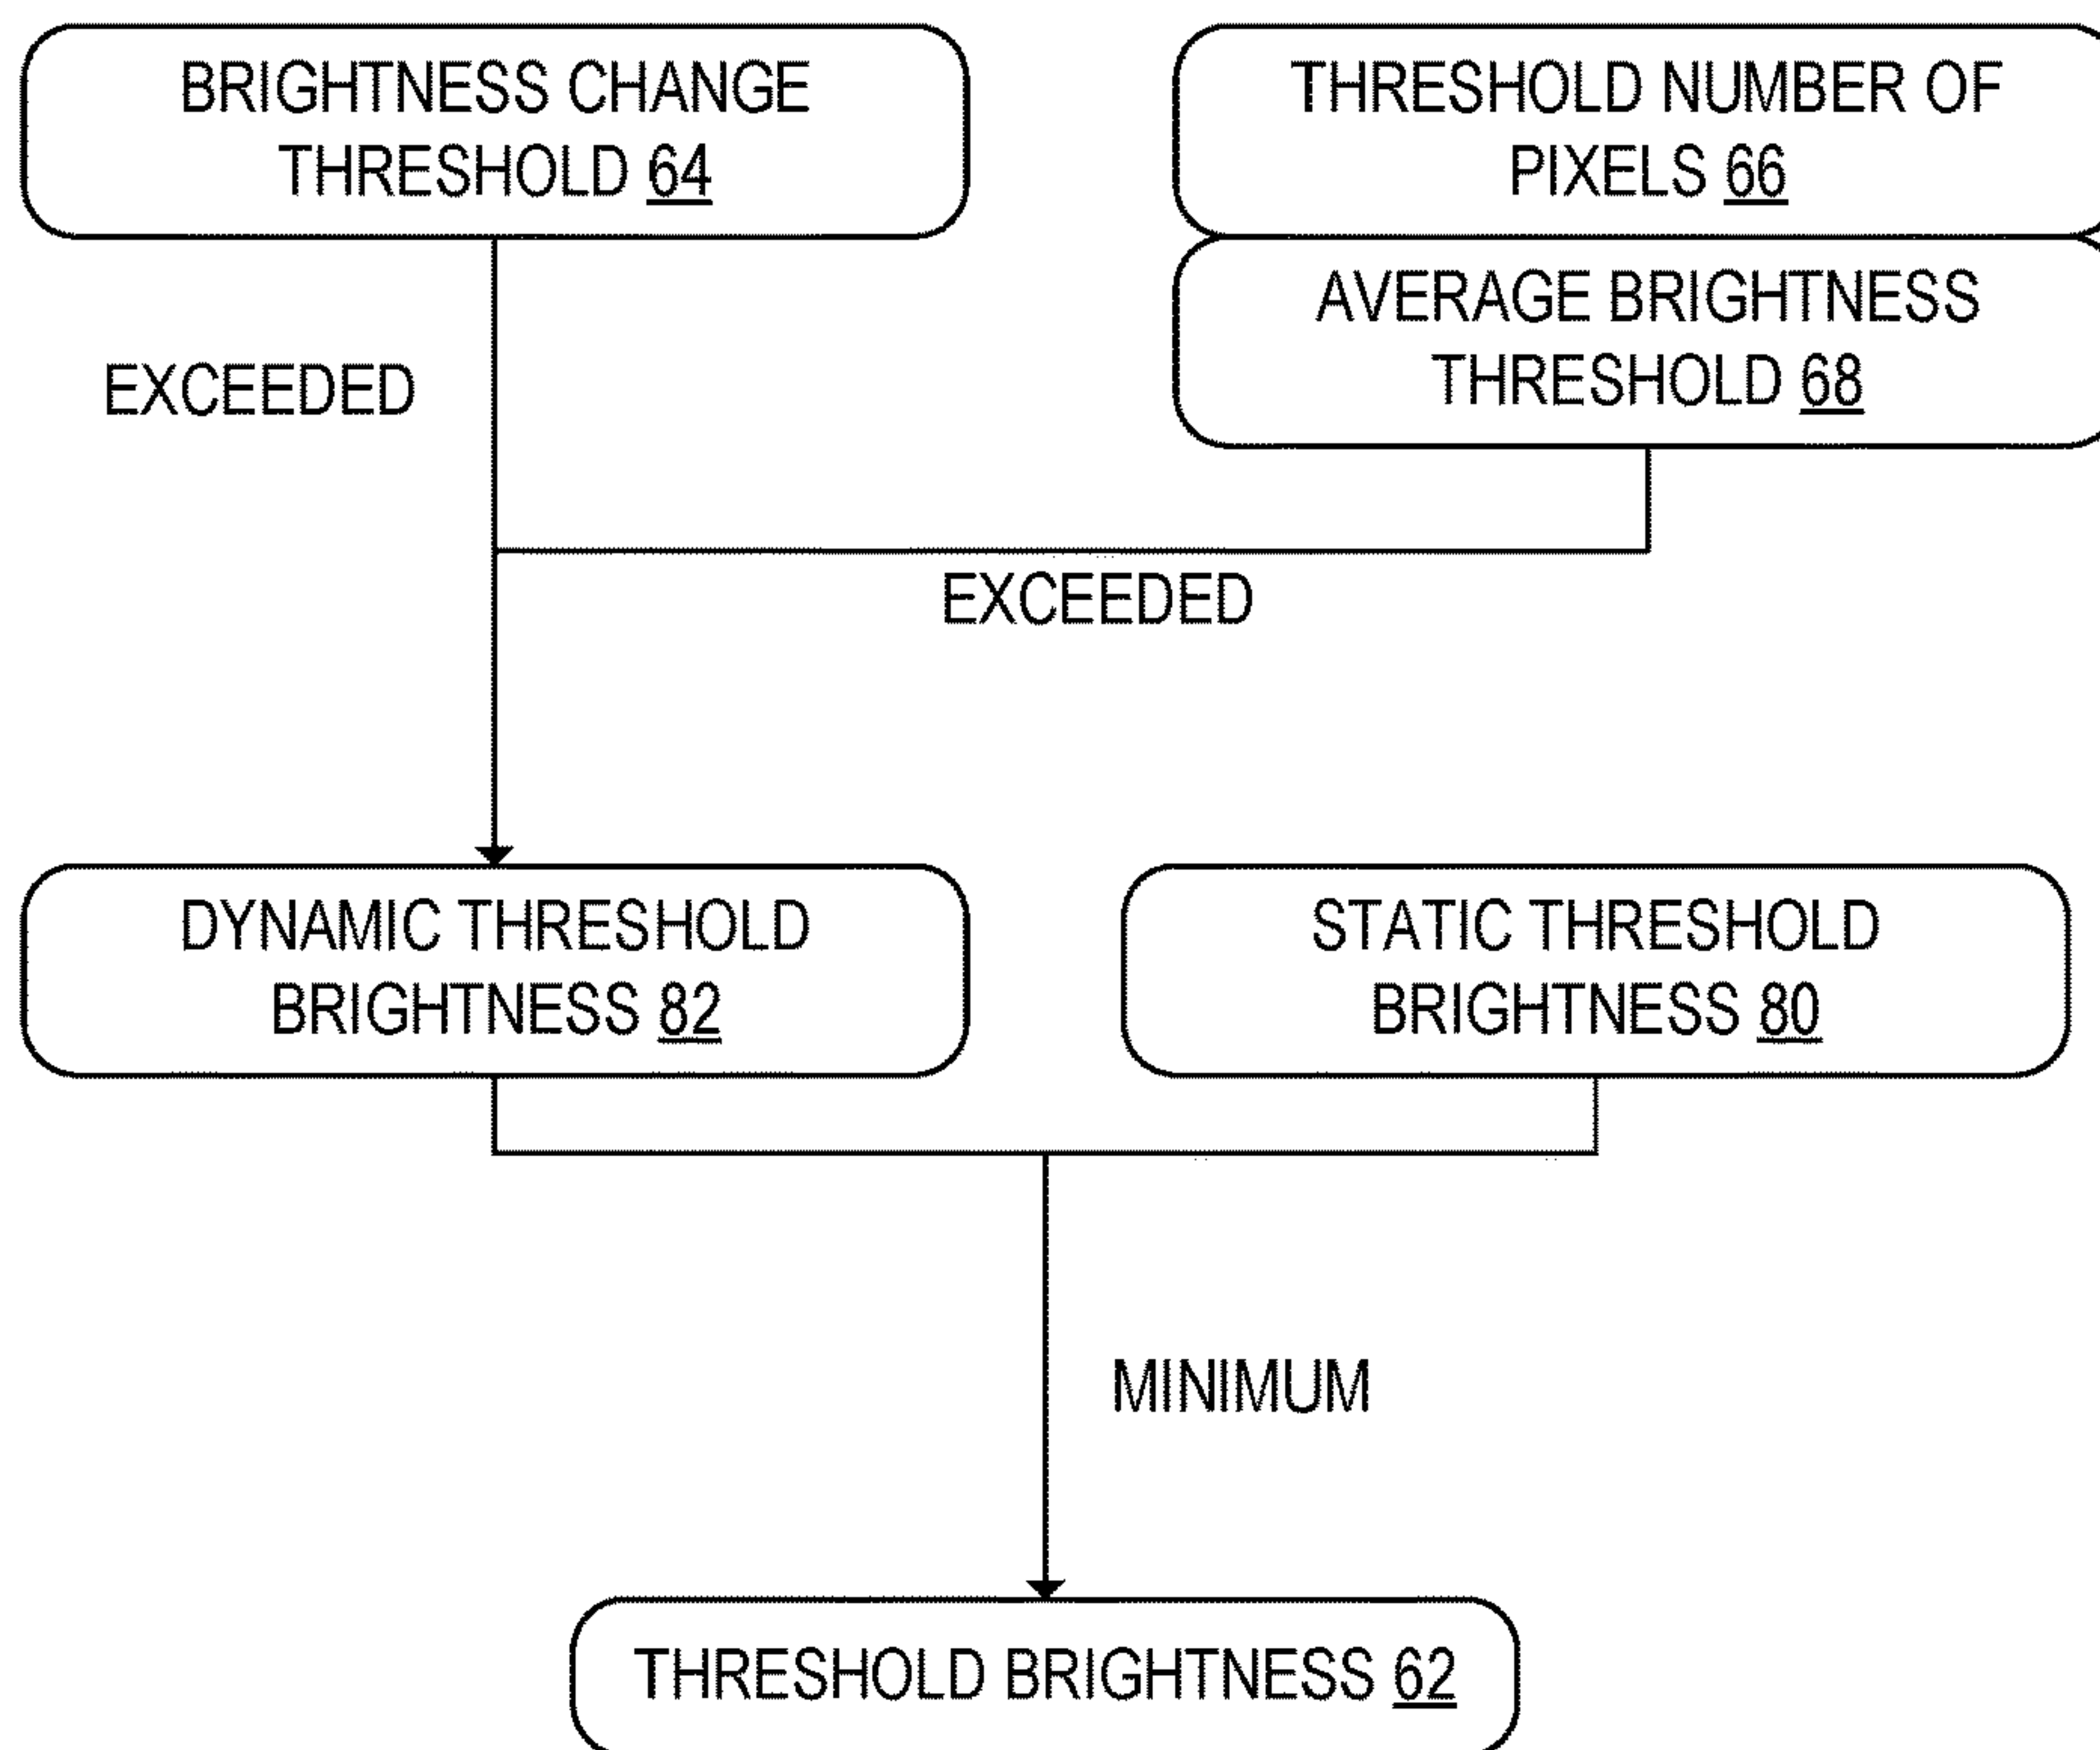 BRIGHTNESS CHANGE
THRESHOLD 64
THRESHOLD NUMBER OF
PIXELS 66
AVERAGE BRIGHTNESS
THRESHOLD 68
EXCEEDED
EXCEEDED
DYNAMIC THRESHOLD
BRIGHTNESS 82
STATIC THRESHOLD
BRIGHTNESS 80
MINIMUM
THRESHOLD BRIGHTNESS 62